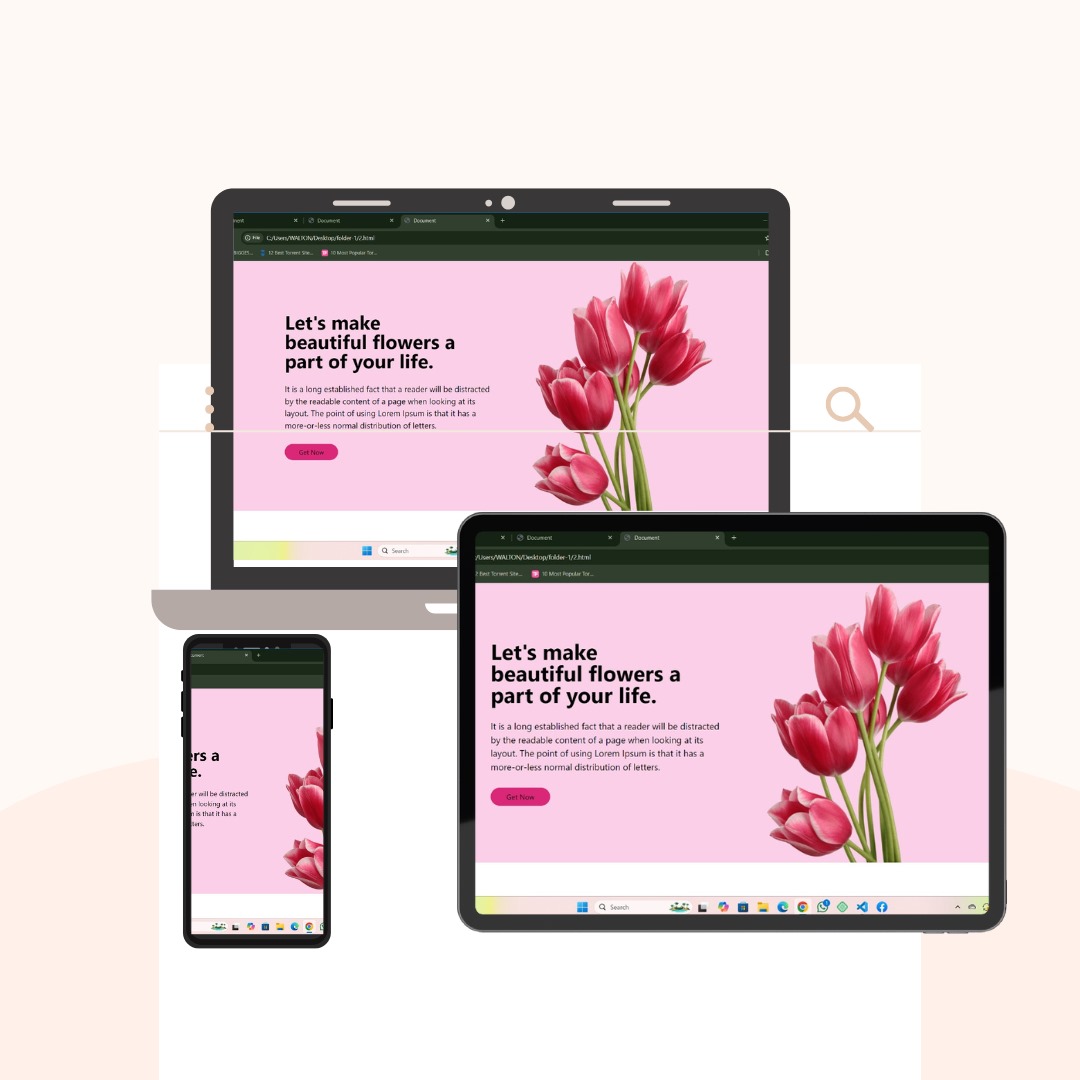 ment
Document
Document
File
C:/Users/WALTON/Desktop/folder-1/2.html
BIGGES...
12 Best Torrent Site...
10 Most Popular Tor...
Let's make
beautiful flowers a
part of your life.
It is a long established fact that a reader will be distracted
by the readable content of a page when looking at its
layout. The point of using Lorem Ipsum is that it has a
more-or-less normal distribution of letters.
Get Now
Search
Document
Document
/Users/WALTON/Desktop/folder-1/2.html
2 Best Torrent Site...
10 Most Popular Tor...
Let's make
beautiful flowers a
part of your life.
It is a long established fact that a reader will be distracted
by the readable content of a page when looking at its
layout. The point of using Lorem Ipsum is that it has a
more-or-less normal distribution of letters.
Get Now
Search
ers a
e.
er will be distracted
en looking at its
n is that it has a
tters.